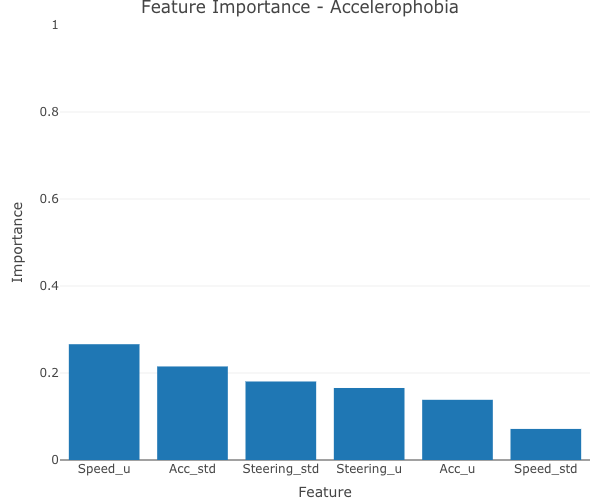 Feature Importance - Accelerophobia
1
0.8
0.6
0.4
0.2
0
Importance
Speed_u
Acc_std
Steering_std
Steering_u
Acc_u
Speed_std
Feature